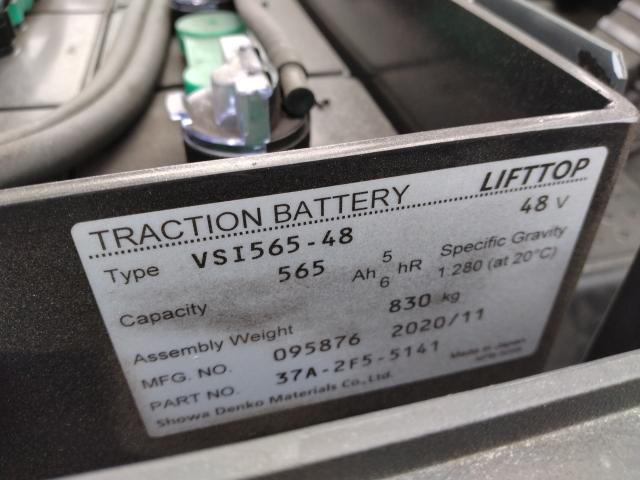 TRACTION BATTERY LIFTTOP
Type VSI565-48 48 V
Capacity 565 Ah 5 hR Specific Gravity
6 1.280 (at 20°C)
Assembly Weight 830 kg
MFG. NO. 095876 2020/11
PART NO. 37A-2F5-5141 Made in Japan
Showa Denko Materials Co., Ltd.